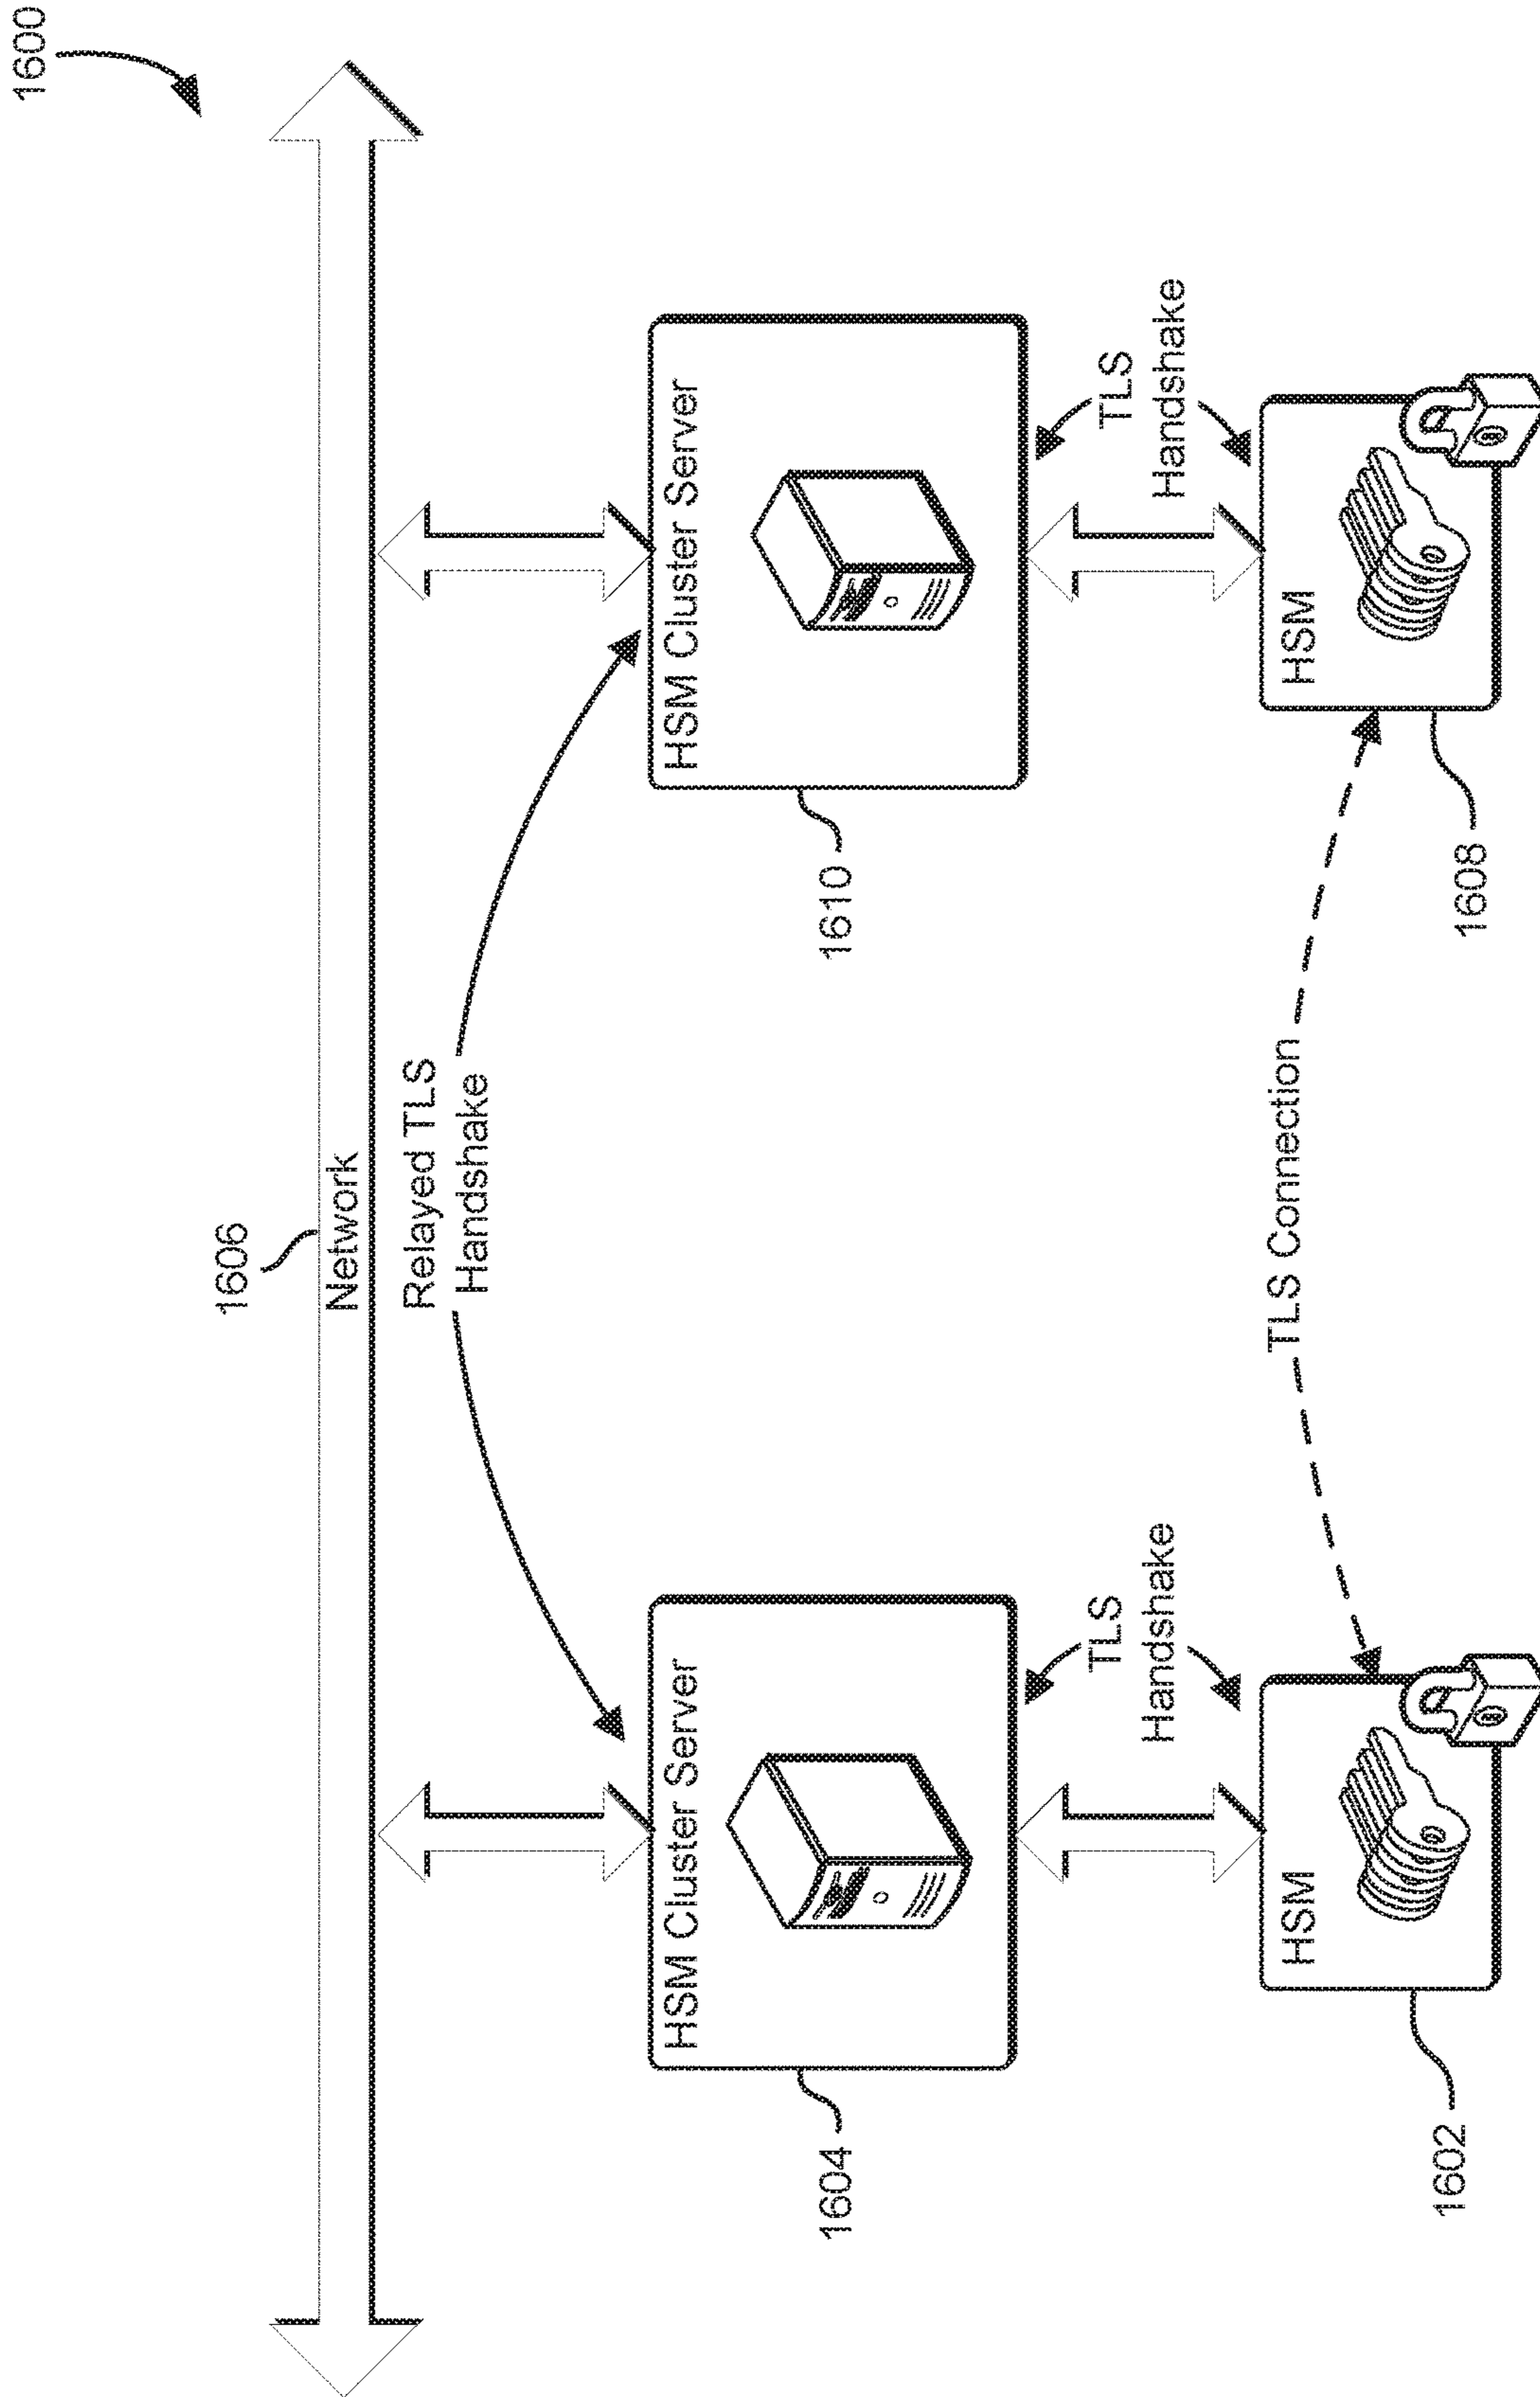 1600
1606
Network
Relayed TLS
Handshake
HSM Cluster Server
HSM Cluster Server
1604
1610
TLS
Handshake
TLS
Handshake
TLS Connection
HSM
HSM
1602
1608